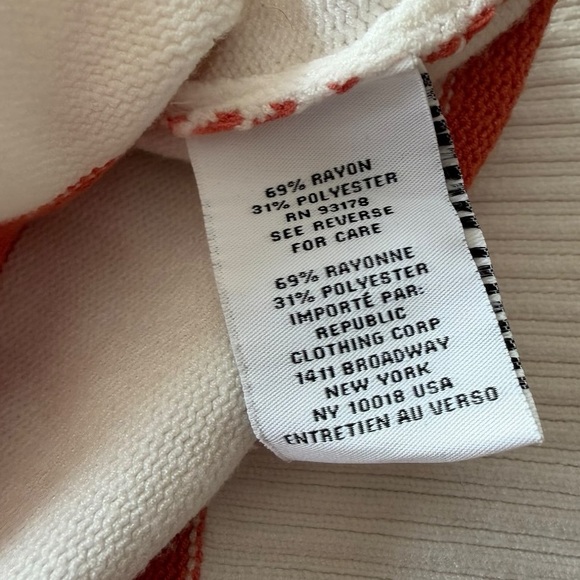 69% RAYON
31% POLYESTER
RN 93178
SEE REVERSE
FOR CARE
69% RAYONNE
31% POLYESTER
IMPORTÉ PAR:
REPUBLIC
CLOTHING CORP
1411 BROADWAY
NEW YORK
NY 10018 USA
ENTRETIEN AU VERSO